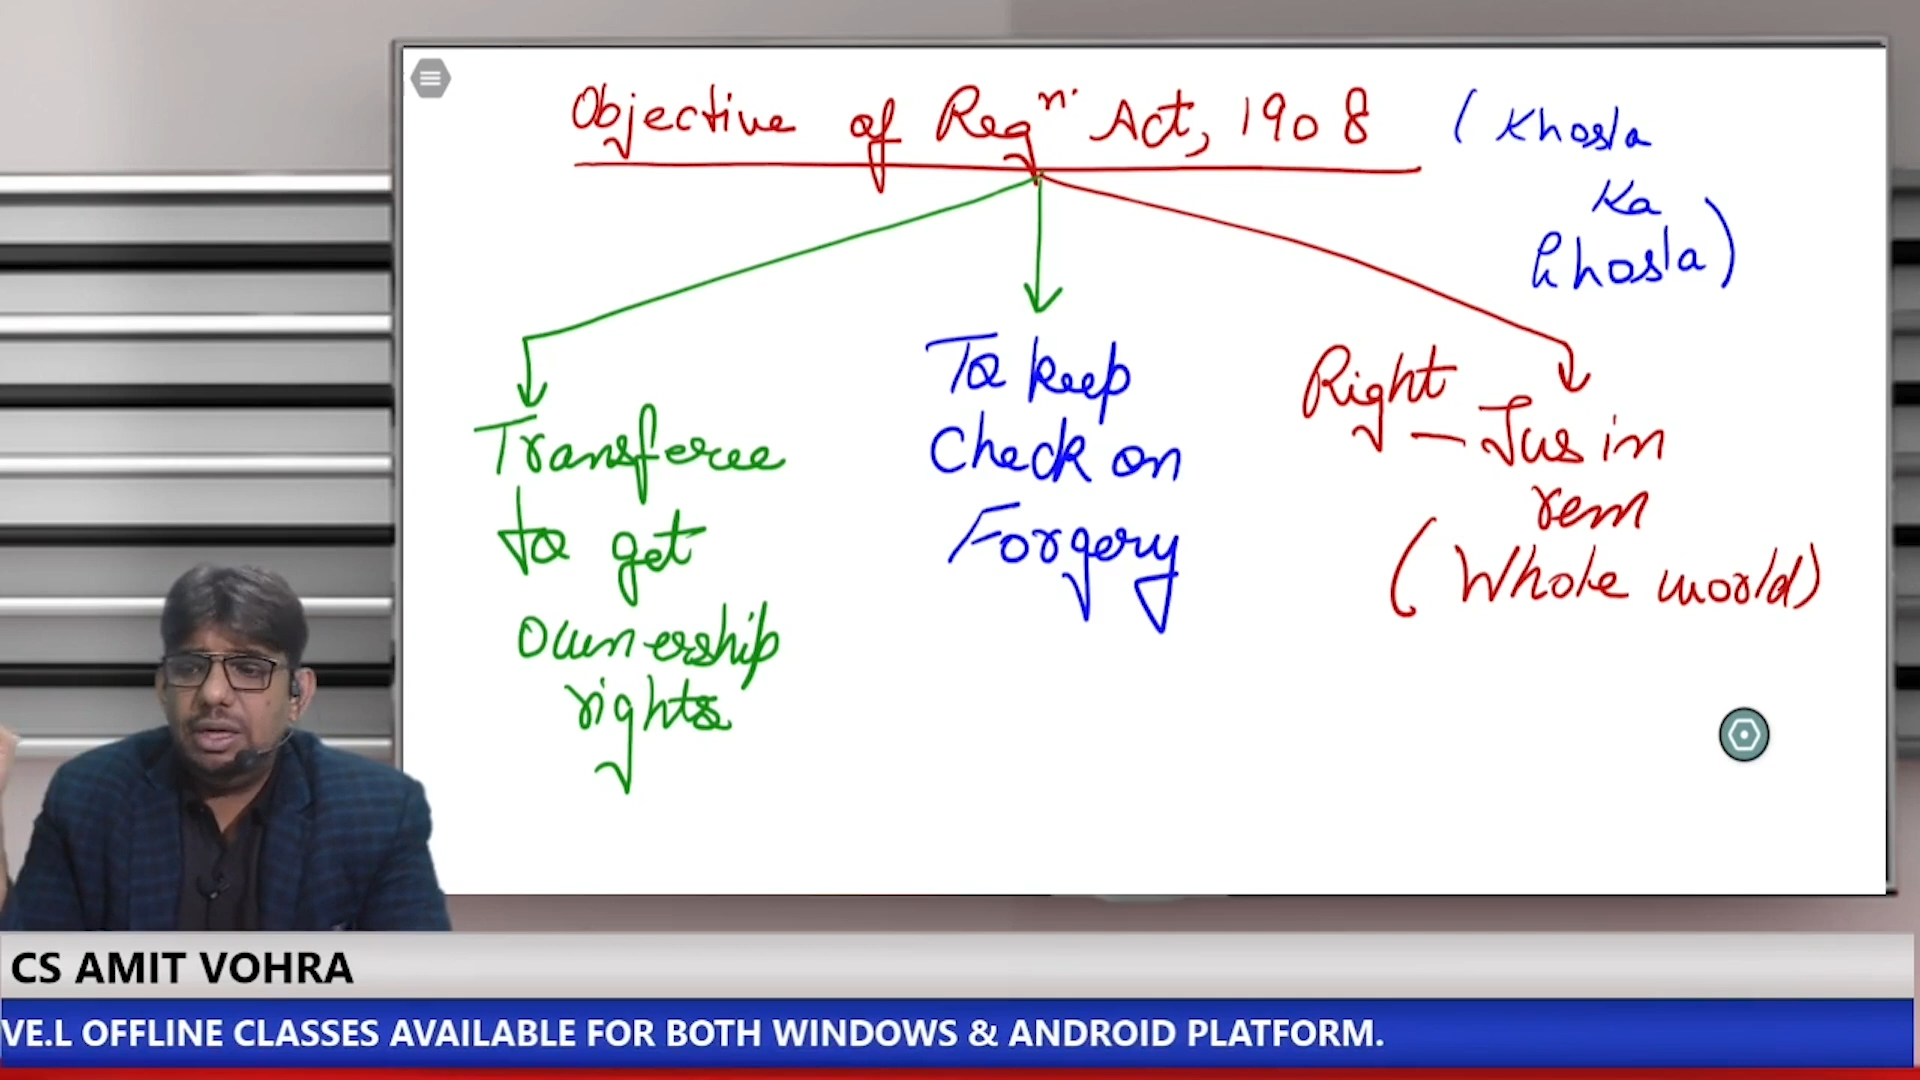 Objective of Regn. Act, 1908
(Khosla
Ka
Ghosla)
Transferee
to get
ownership
rights
To keep
Check on
Forgery
Right - Jus in
rem
(Whole world)
CS AMIT VOHRA
VE.L OFFLINE CLASSES AVAILABLE FOR BOTH WINDOWS & ANDROID PLATFORM.